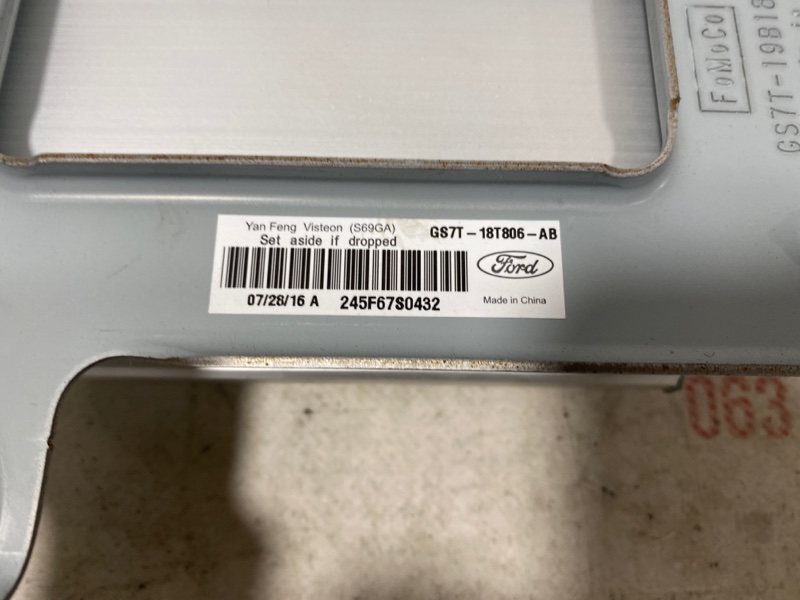 Yan Feng Visteon (S69GA)
GS7T-18T806-AB
Set aside if dropped
Ford
07/28/16 A
245F67S0432
Made in China
FoMoCo
GS7T-19B18
063